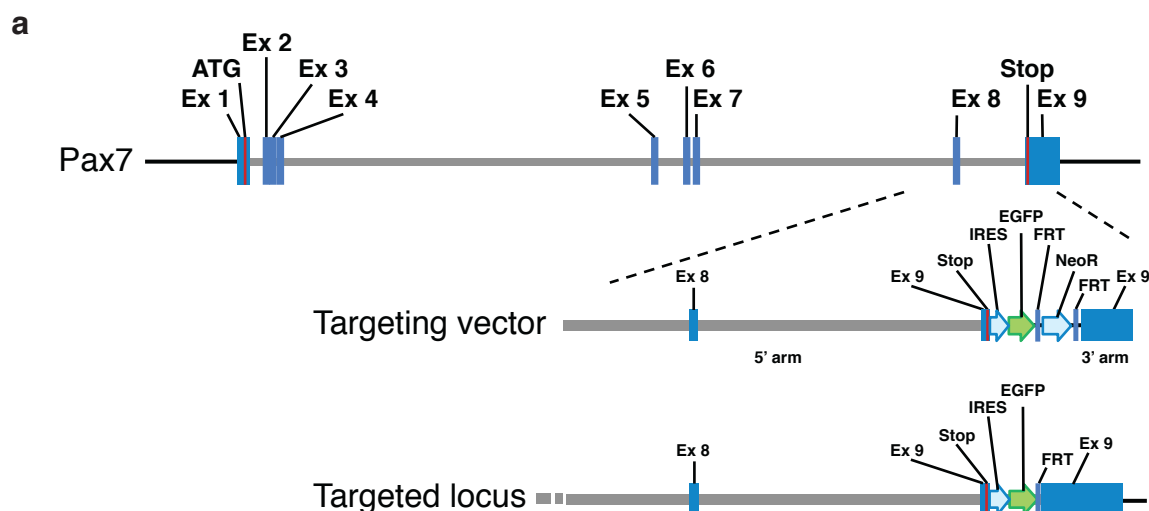 a
Ex 2
ATG Ex 3 Ex 6 Stop
Ex 1 Ex 4 Ex 5 Ex 7 Ex 8 Ex 9
Pax7
EGFP
IRES FRT
Stop NeoR
Ex 8 Ex 9 FRT Ex 9
Targeting vector
5’ arm 3’ arm
EGFP
IRES
Stop Ex 9
Ex 8 Ex 9 FRT
Targeted locus